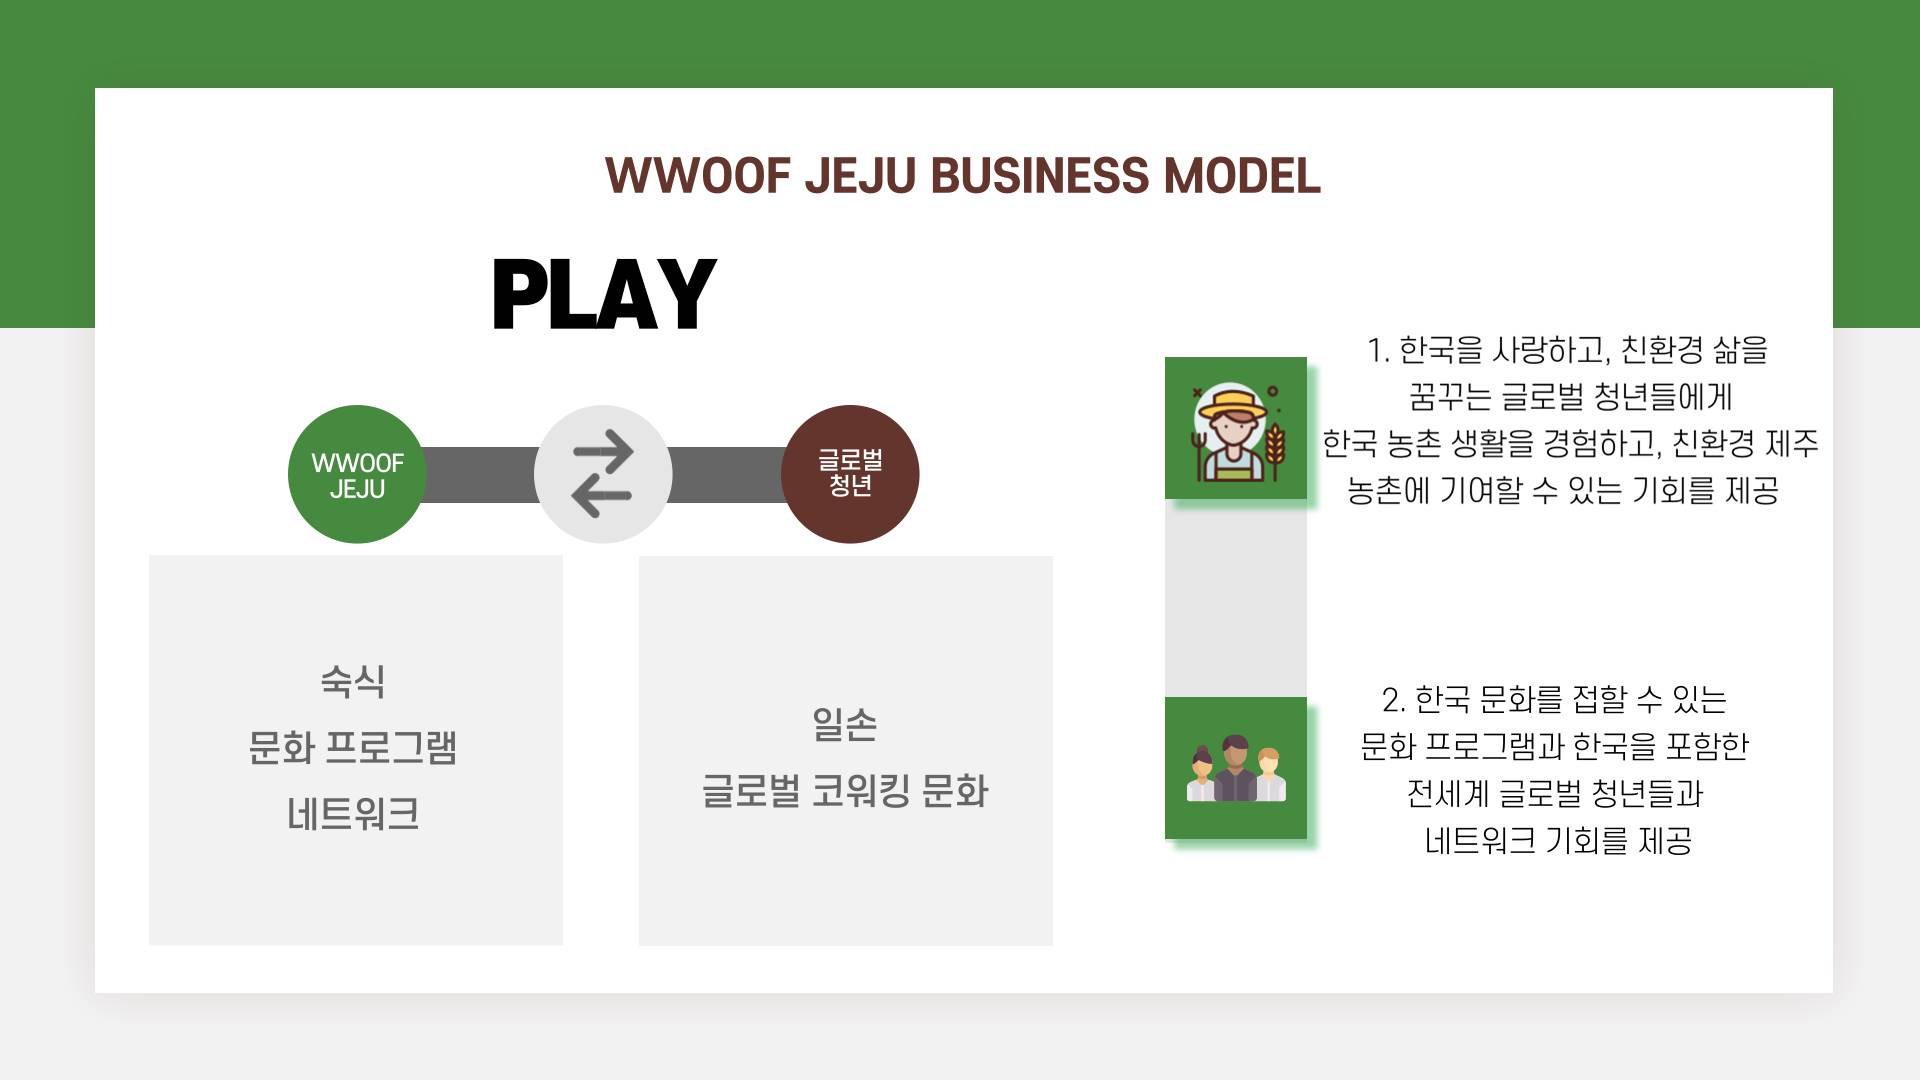 WWOOF JEJU BUSINESS MODEL
PLAY
WWOOF
JEJU
글로벌
청년
숙식
문화 프로그램
네트워크
일손
글로벌 코워킹 문화
1. 한국을 사랑하고, 친환경 삶을
꿈꾸는 글로벌 청년들에게
한국 농촌 생활을 경험하고, 친환경 제주
농촌에 기여할 수 있는 기회를 제공
2. 한국 문화를 접할 수 있는
문화 프로그램과 한국을 포함한
전세계 글로벌 청년들과
네트워크 기회를 제공